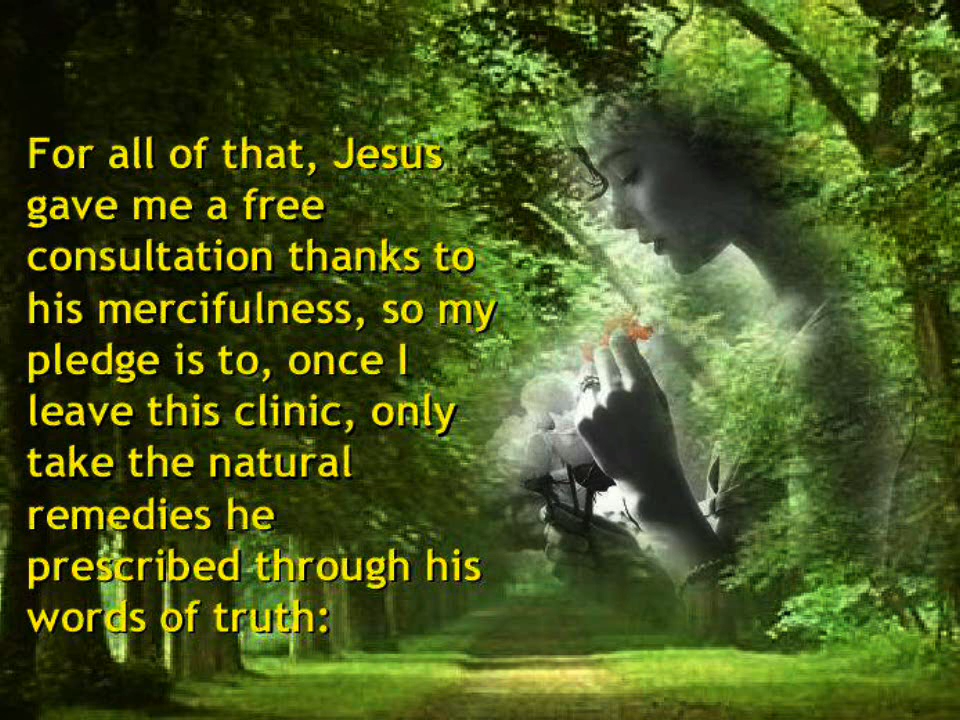 For all of that, Jesus
gave me a free
consultation thanks to
his mercifulness, so my
pledge is to, once I
leave this clinic, only
take the natural
remedies he
prescribed through his
words of truth: